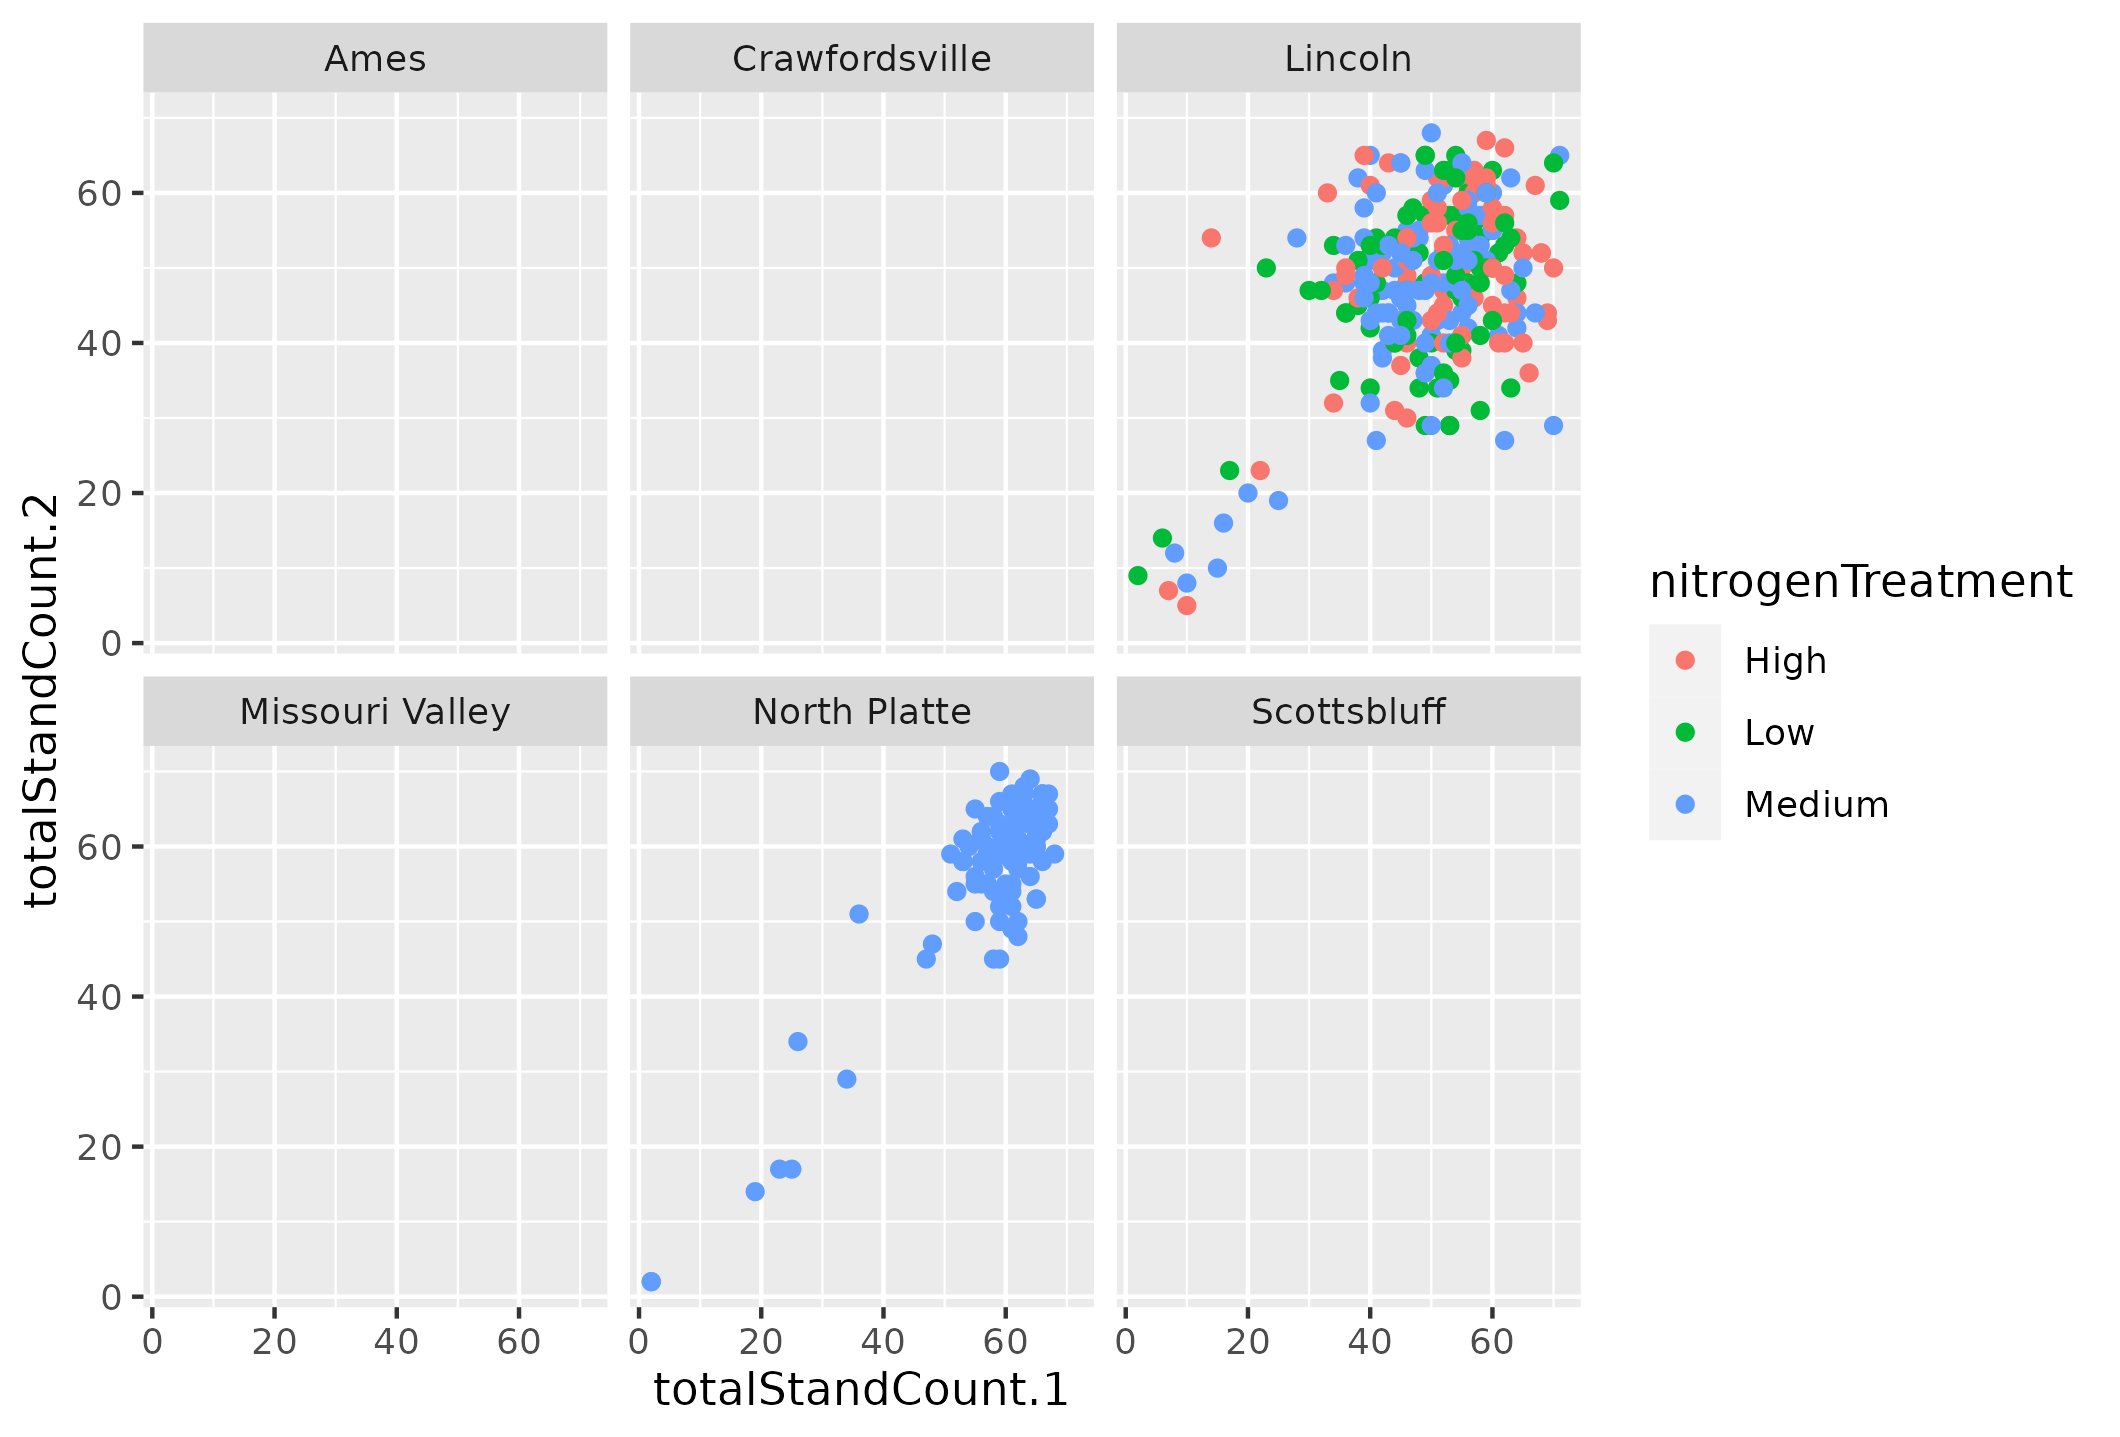 Ames
Crawfordsville
Lincoln
60
40
20
0
Missouri Valley
North Platte
Scottsbluff
60
40
20
0
0 20 40 60
0 20 40 60
0 20 40 60
totalStandCount.1
totalStandCount.2
nitrogenTreatment
High
Low
Medium